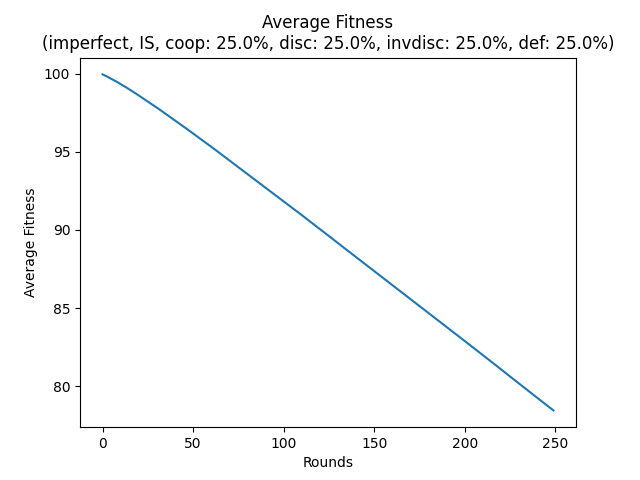 Average Fitness
(imperfect, IS, coop: 25.0%, disc: 25.0%, invdisc: 25.0%, def: 25.0%)
100
95
90
85
80
Average Fitness
0 50 100 150 200 250
Rounds